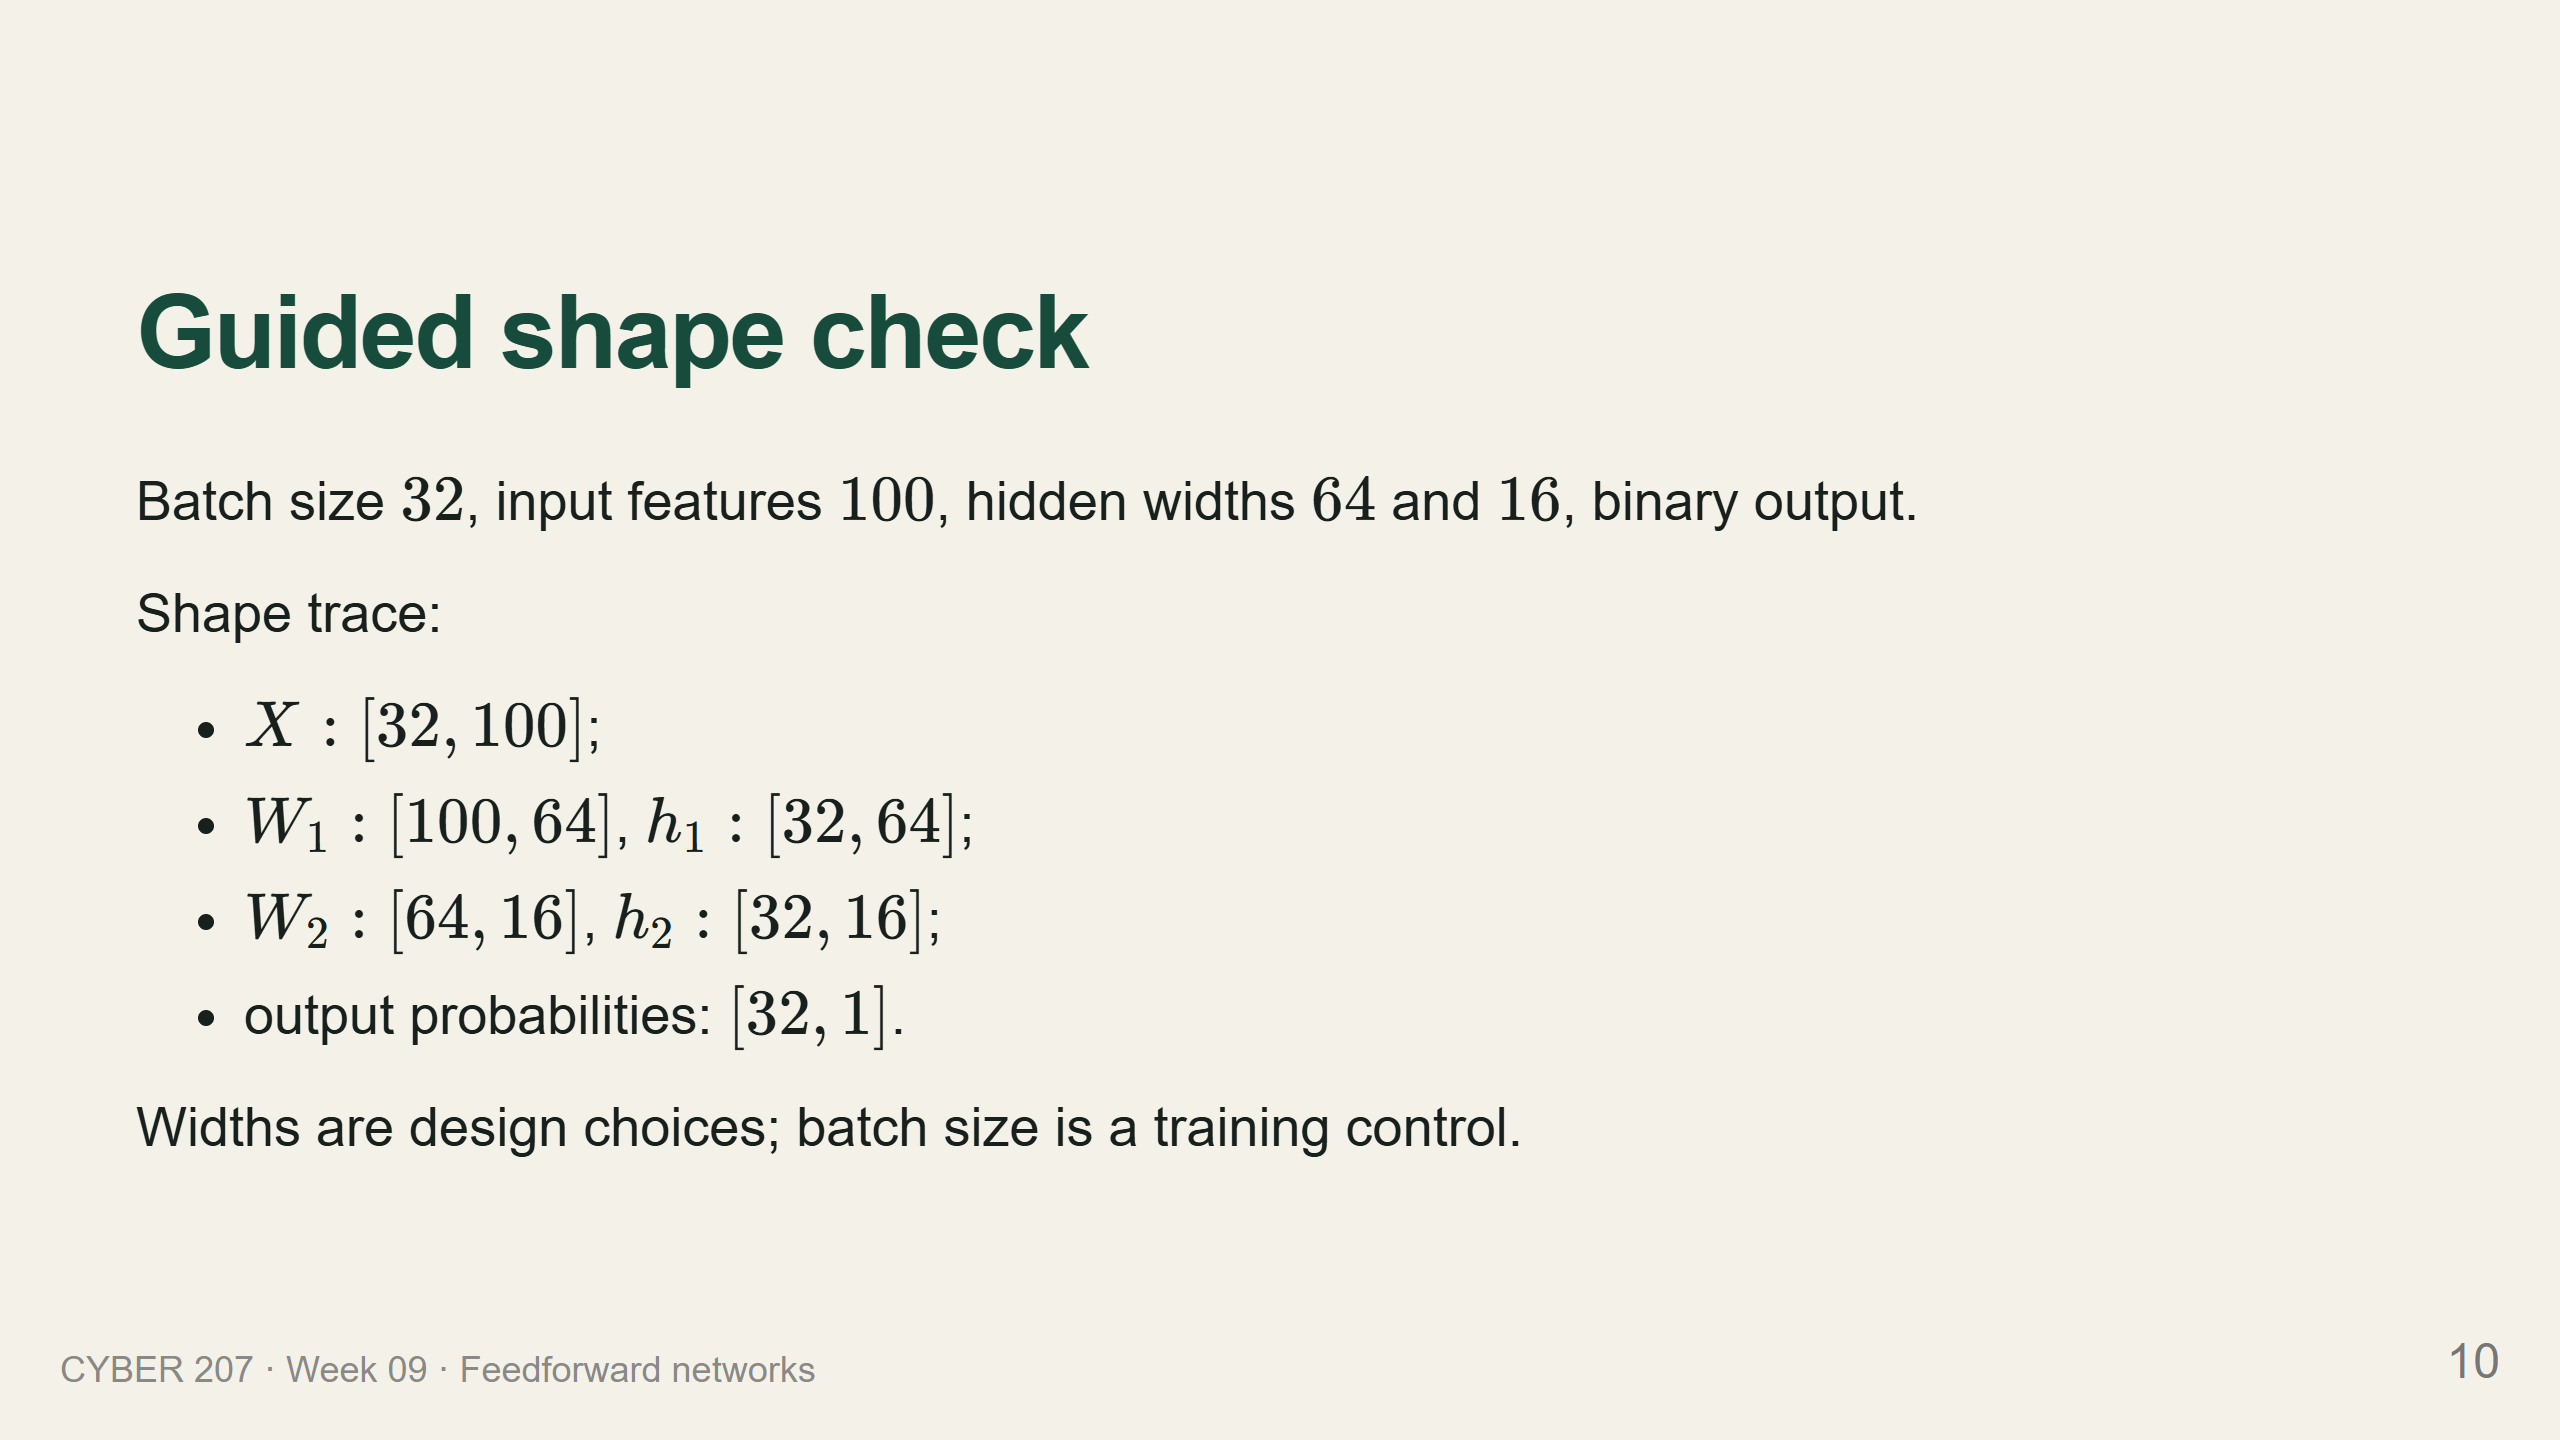 Guided shape check
Batch size 32, input features 100, hidden widths 64 and 16, binary output.
Shape trace:
• X : [32, 100];
• W₁ : [100, 64], h₁ : [32, 64];
• W₂ : [64, 16], h₂ : [32, 16];
• output probabilities: [32, 1].
Widths are design choices; batch size is a training control.
CYBER 207 · Week 09 · Feedforward networks
10